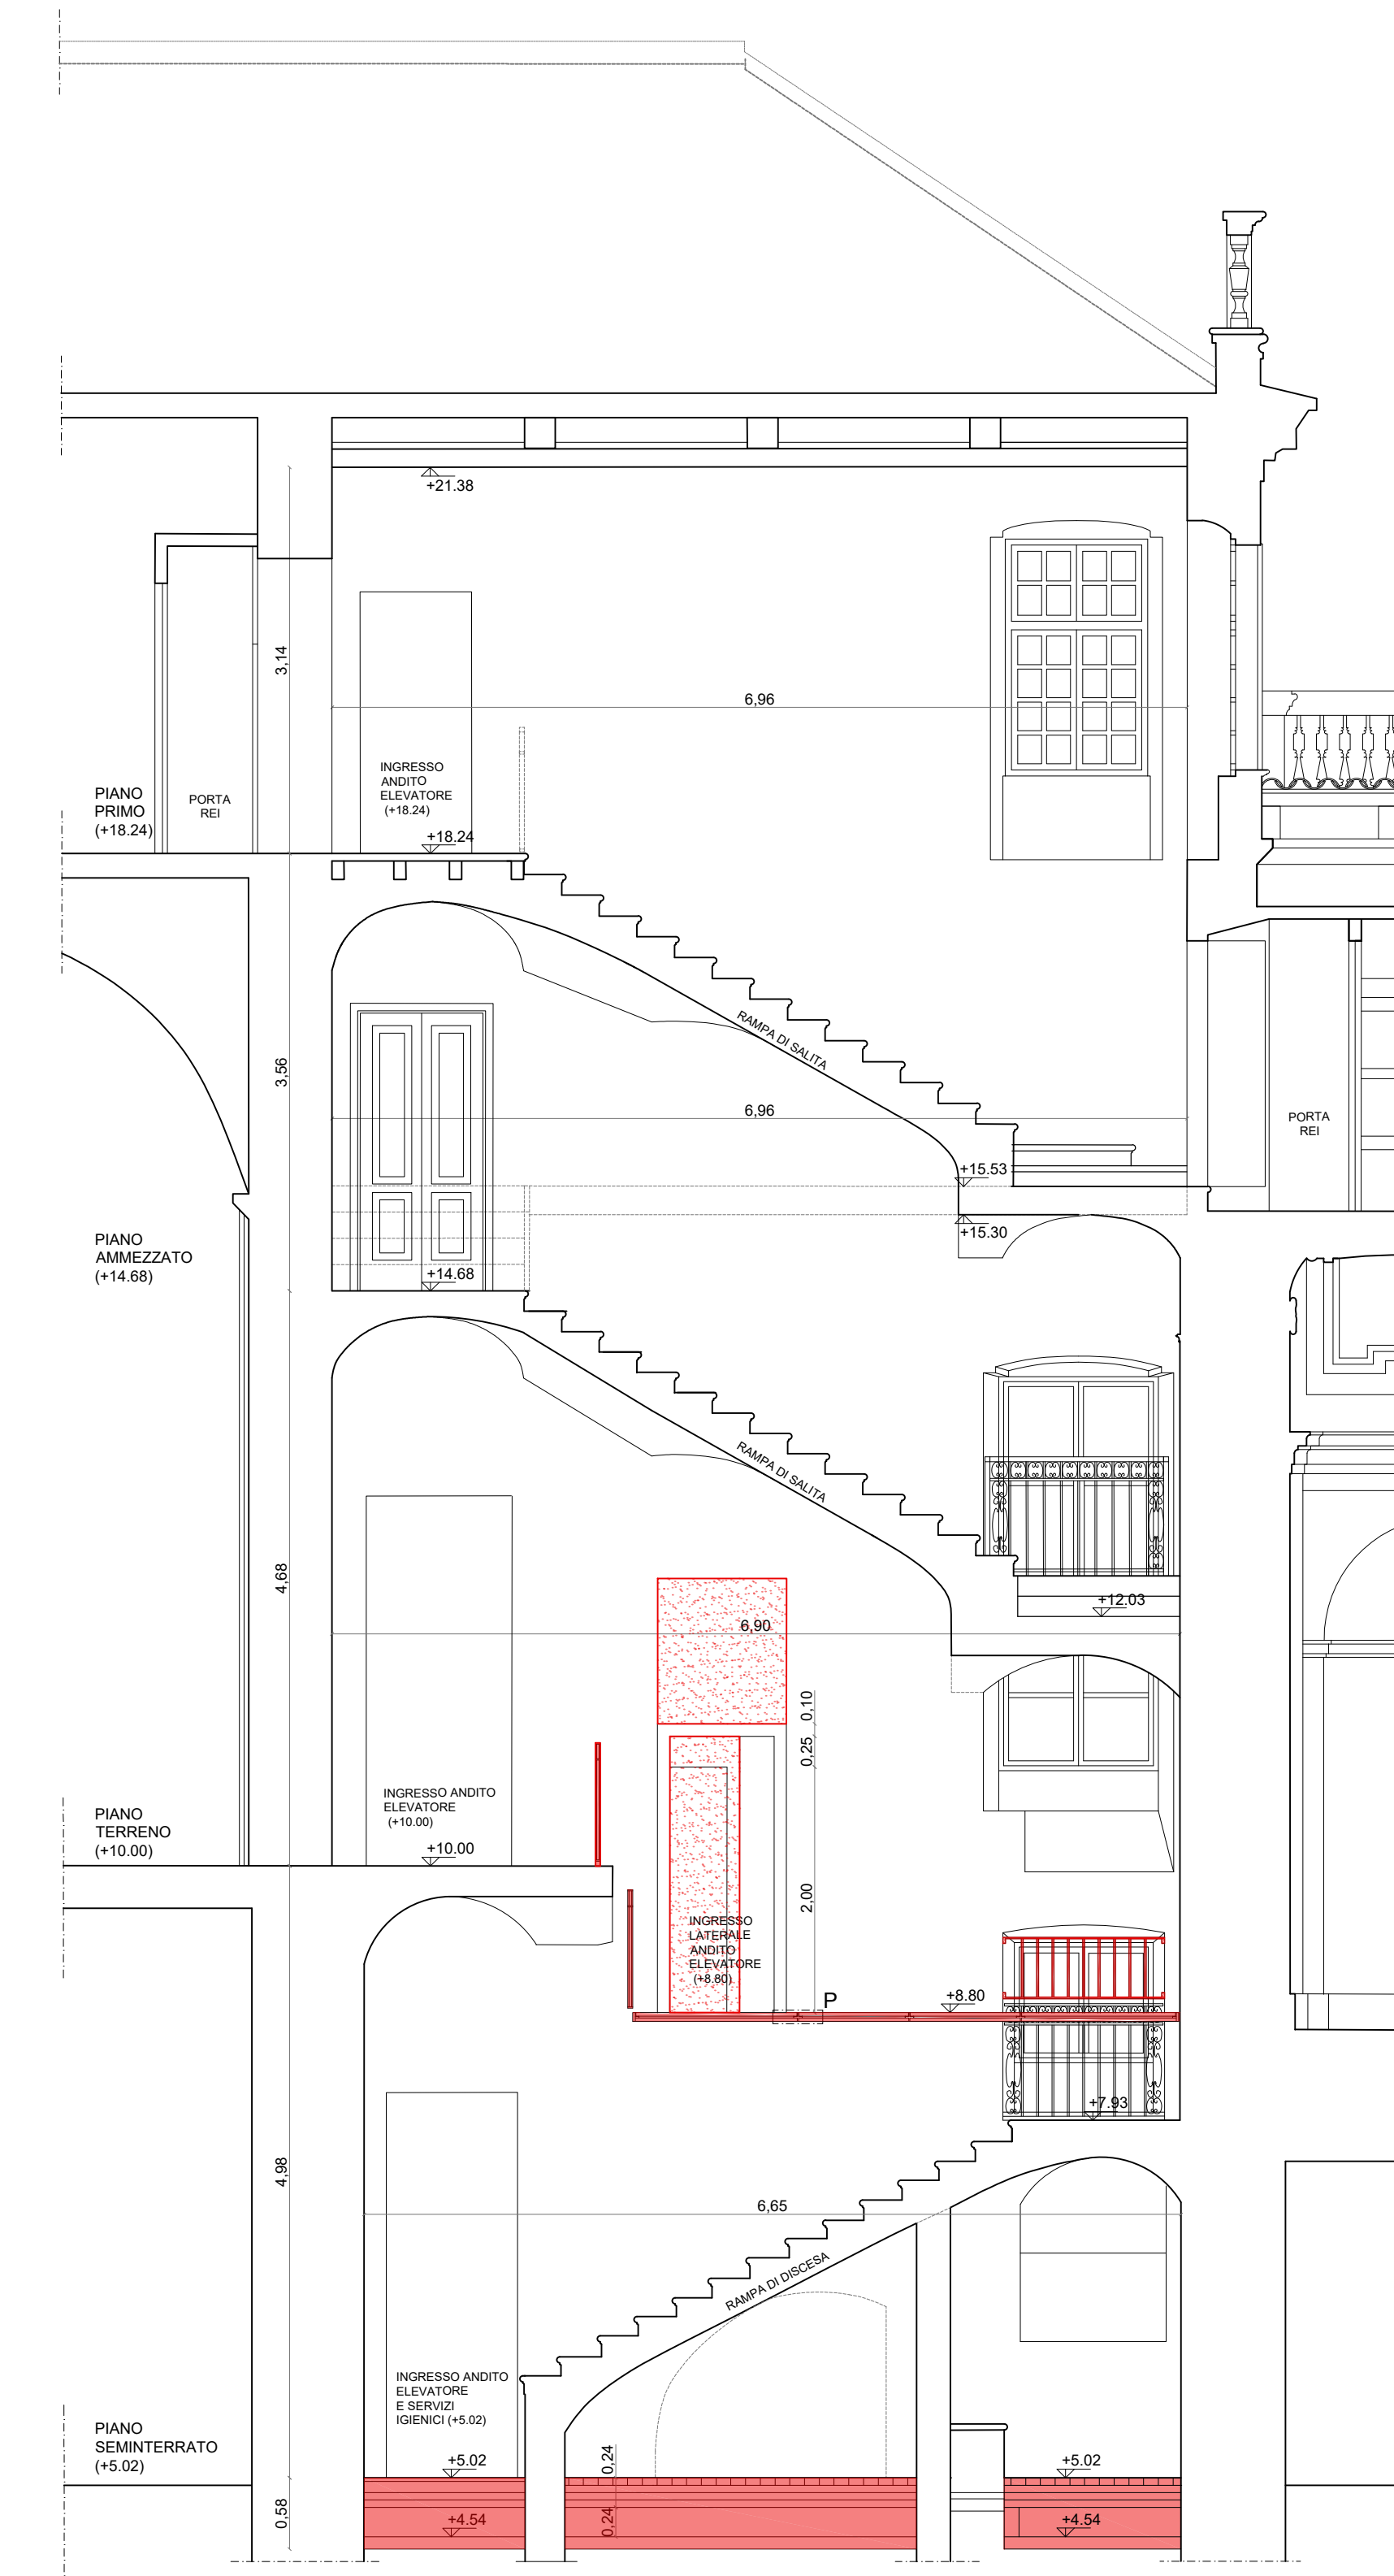 +21.38
3,14
6,96
INGRESSO
ANDITO
ELEVATORE
(+18.24)
PIANO
PRIMO
(+18.24)
PORTA
REI
+18.24
RAMPA DI SALITA
3,56
6,96
PORTA
REI
+15.53
+15.30
PIANO
AMMEZZATO
(+14.68)
+14.68
RAMPA DI SALITA
4,68
+12.03
6,90
0,10
0,25
INGRESSO ANDITO
ELEVATORE
(+10.00)
PIANO
TERRENO
(+10.00)
+10.00
2,00
INGRESSO
LATERALE
ANDITO
ELEVATORE
(+8.80)
P
+8.80
+7.93
4,98
6,65
RAMPA DI DISCESA
INGRESSO ANDITO
ELEVATORE
E SERVIZI
IGIENICI (+5.02)
PIANO
SEMINTERRATO
(+5.02)
+5.02
0,24
+5.02
0,58
+4.54
0,24
+4.54